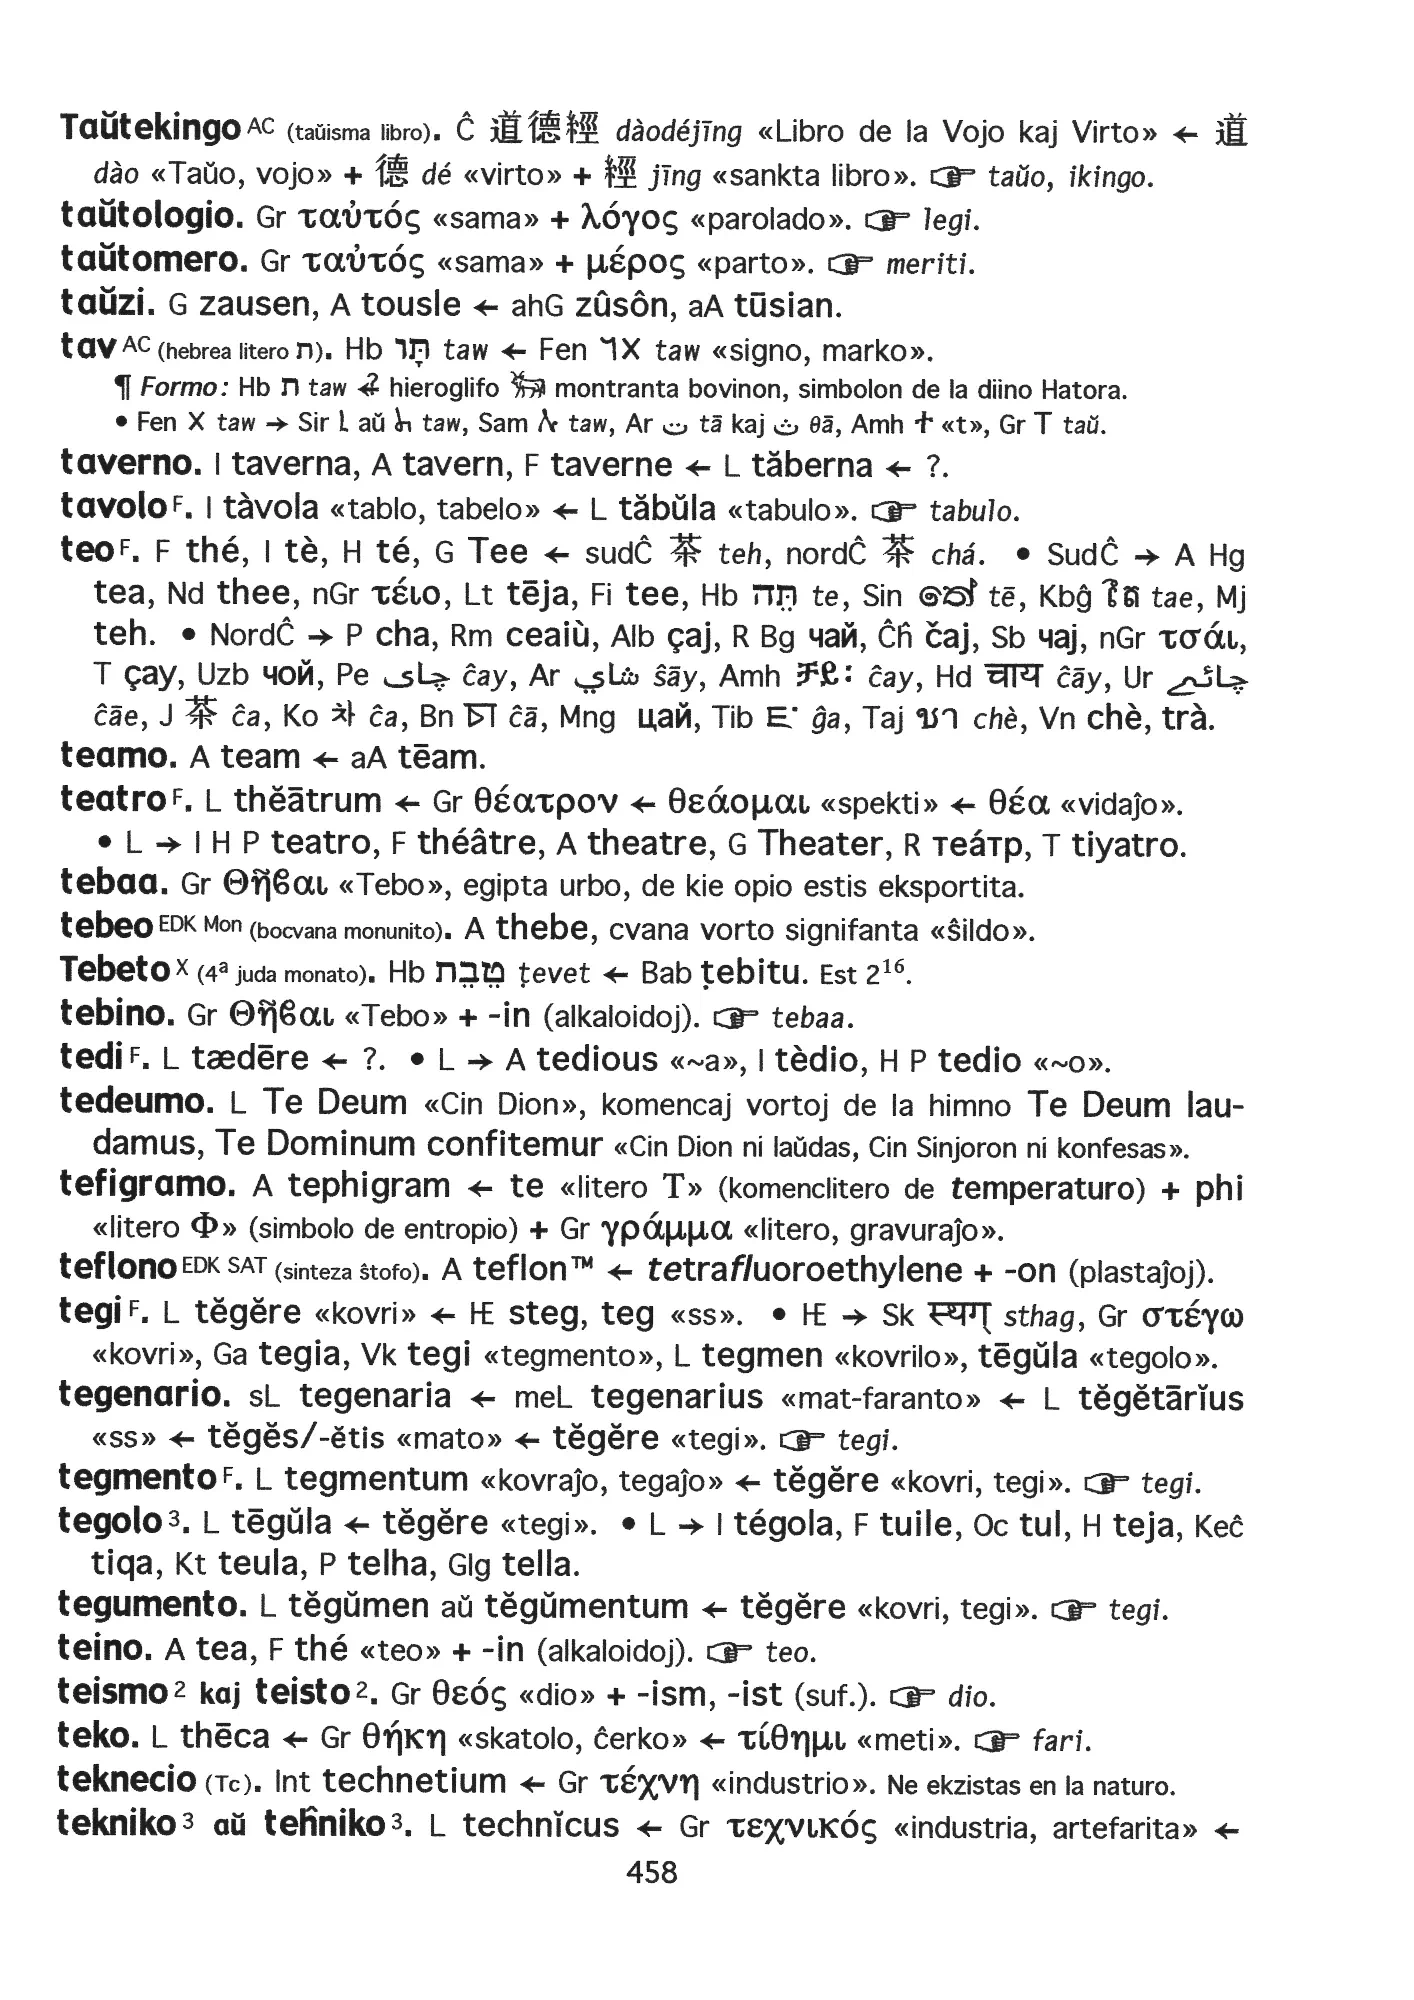 Taŭtekingo AC (taŭisma libro). Ĉ 道德經 dàodéjīng «Libro de la Vojo kaj Virto» ← 道
dào «Taŭo, vojo» + 德 dé «virto» + 經 jīng «sankta libro». ☞ taŭo, ikingo.
taŭtologio. Gr ταὐτός «sama» + λόγος «parolado». ☞ legi.
taŭtomero. Gr ταὐτός «sama» + μέρος «parto». ☞ meriti.
taŭzi. G zausen, A tousle ← ahG zûsôn, aA tūsian.
tav AC (hebrea litero ת). Hb תָּו taw ← Fen 𐤕𐤅 taw «signo, marko».
¶ Formo: Hb ת taw hieroglifo montranta bovinon, simbolon de la diino Hatora.
• Fen X taw → Sir aŭ taw, Sam taw, Ar ت tā kaj ث θā, Amh ተ «t», Gr Τ taŭ.
taverno. I taverna, A tavern, F taverne ← L tăberna ← ?.
tavolo F. I tàvola «tablo, tabelo» ← L tăbŭla «tabulo». ☞ tabulo.
teo F. F thé, I tè, H té, G Tee ← sudĈ 茶 teh, nordĈ 茶 chá. • SudĈ → A Hg
tea, Nd thee, nGr τέιο, Lt tēja, Fi tee, Hb תֵּה te, Sin තේ tē, Kbĝ តែ tae, Mj
teh. • NordĈ → P cha, Rm ceaiù, Alb çaj, R Bg чай, Ĉĥ čaj, Sb чај, nGr τσάι,
T çay, Uzb чой, Pe چای ĉay, Ar شاي ŝāy, Amh ቻይ፡ ĉay, Hd चाय ĉāy, Ur چائے
ĉāe, J 茶 ĉa, Ko 차 ĉa, Bn চা ĉā, Mng цай, Tib ཇ་ ĝa, Taj ชา chè, Vn chè, trà.
teamo. A team ← aA tēam.
teatro F. L thĕātrum ← Gr θέατρον ← θεάομαι «spekti» ← θέα «vidaĵo».
• L → I H P teatro, F théâtre, A theatre, G Theater, R теáтр, T tiyatro.
tebaa. Gr Θῆϐαι «Tebo», egipta urbo, de kie opio estis eksportita.
tebeo EDK Mon (bocvana monunito). A thebe, cvana vorto signifanta «ŝildo».
Tebeto X (4ª juda monato). Hb טֵבֵת ṭevet ← Bab ṭebitu. Est 2¹⁶.
tebino. Gr Θῆϐαι «Tebo» + -in (alkaloidoj). ☞ tebaa.
tedi F. L tædēre ← ?. • L → A tedious «~a», I tèdio, H P tedio «~o».
tedeumo. L Te Deum «Cin Dion», komencaj vortoj de la himno Te Deum lau-
damus, Te Dominum confitemur «Cin Dion ni laŭdas, Cin Sinjoron ni konfesas».
tefigramo. A tephigram ← te «litero T» (komenclitero de temperaturo) + phi
«litero Φ» (simbolo de entropio) + Gr γράμμα «litero, gravuraĵo».
teflono EDK SAT (sinteza ŝtofo). A teflon™ ← tetrafluoroethylene + -on (plastaĵoj).
tegi F. L tĕgĕre «kovri» ← IE steg, teg «ss». • IE → Sk स्थग् sthag, Gr στέγω
«kovri», Ga tegia, Vk tegi «tegmento», L tegmen «kovrilo», tēgŭla «tegolo».
tegenario. sL tegenaria ← meL tegenarius «mat-faranto» ← L tĕgĕtārĭus
«ss» ← tĕgĕs/-ĕtis «mato» ← tĕgĕre «tegi». ☞ tegi.
tegmento F. L tegmentum «kovraĵo, tegaĵo» ← tĕgĕre «kovri, tegi». ☞ tegi.
tegolo 3. L tēgŭla ← tĕgĕre «tegi». • L → I tégola, F tuile, Oc tul, H teja, Keĉ
tiqa, Kt teula, P telha, Glg tella.
tegumento. L tĕgŭmen aŭ tĕgŭmentum ← tĕgĕre «kovri, tegi». ☞ tegi.
teino. A tea, F thé «teo» + -in (alkaloidoj). ☞ teo.
teismo 2 kaj teisto 2. Gr θεός «dio» + -ism, -ist (suf.). ☞ dio.
teko. L thēca ← Gr θήκη «skatolo, ĉerko» ← τίθημι «meti». ☞ fari.
teknecio (Tc). Int technetium ← Gr τέχνη «industrio». Ne ekzistas en la naturo.
tekniko 3 aŭ teĥniko 3. L technĭcus ← Gr τεχνικός «industria, artefarita» ←
458